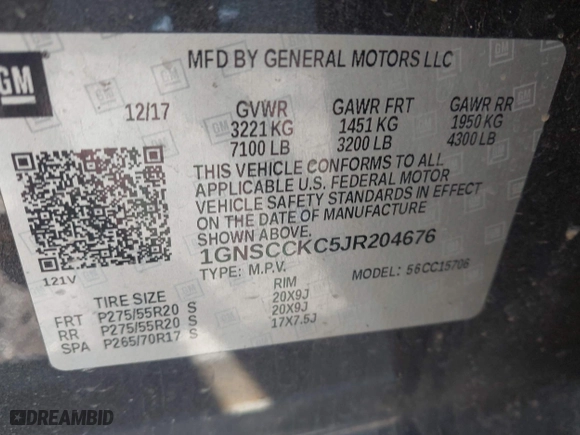 GM
MFD BY GENERAL MOTORS LLC
12/17 GVWR GAWR FRT GAWR RR
3221 KG 1451 KG 1950 KG
7100 LB 3200 LB 4300 LB
THIS VEHICLE CONFORMS TO ALL
APPLICABLE U.S. FEDERAL MOTOR
VEHICLE SAFETY STANDARDS IN EFFECT
ON THE DATE OF MANUFACTURE
SHOWN ABOVE.
1GNSCCKC5JR204676
TYPE: M.P.V. MODEL: 56CC15706
121V
TIRE SIZE RIM
FRT P275/55R20 S 20X9J
RR P275/55R20 S 20X9J
SPA P265/70R17 S 17X7.5J
DREAMBID